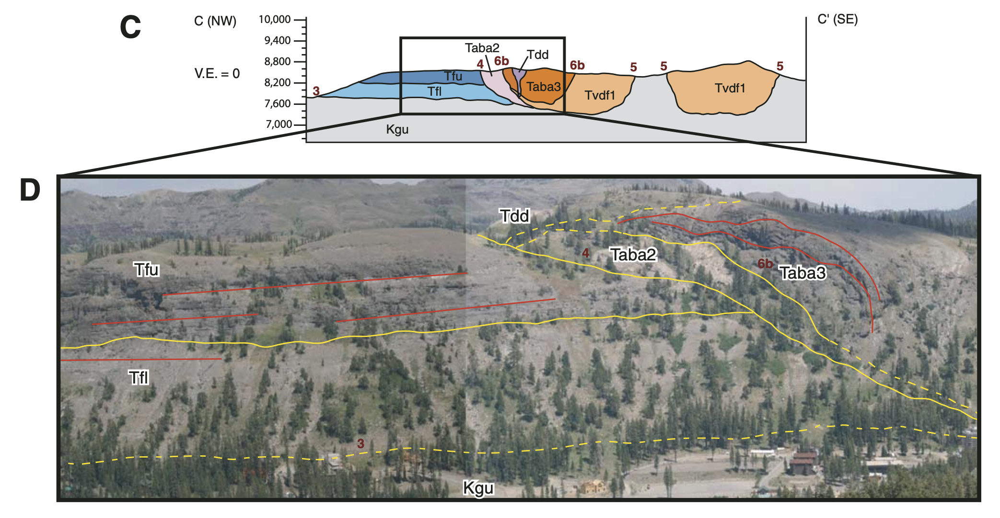 C
C (NW)
10,000
C' (SE)
9,400
Taba2
Tdd
8,800
4
6b
6b
5
5
5
V.E. = 0
Tfu
8,200
Taba3
Tvdf1
3
Tfl
Tvdf1
7,600
7,000
Kgu
D
Tdd
4
Taba2
6b
Taba3
Tfu
Tfl
3
Kgu